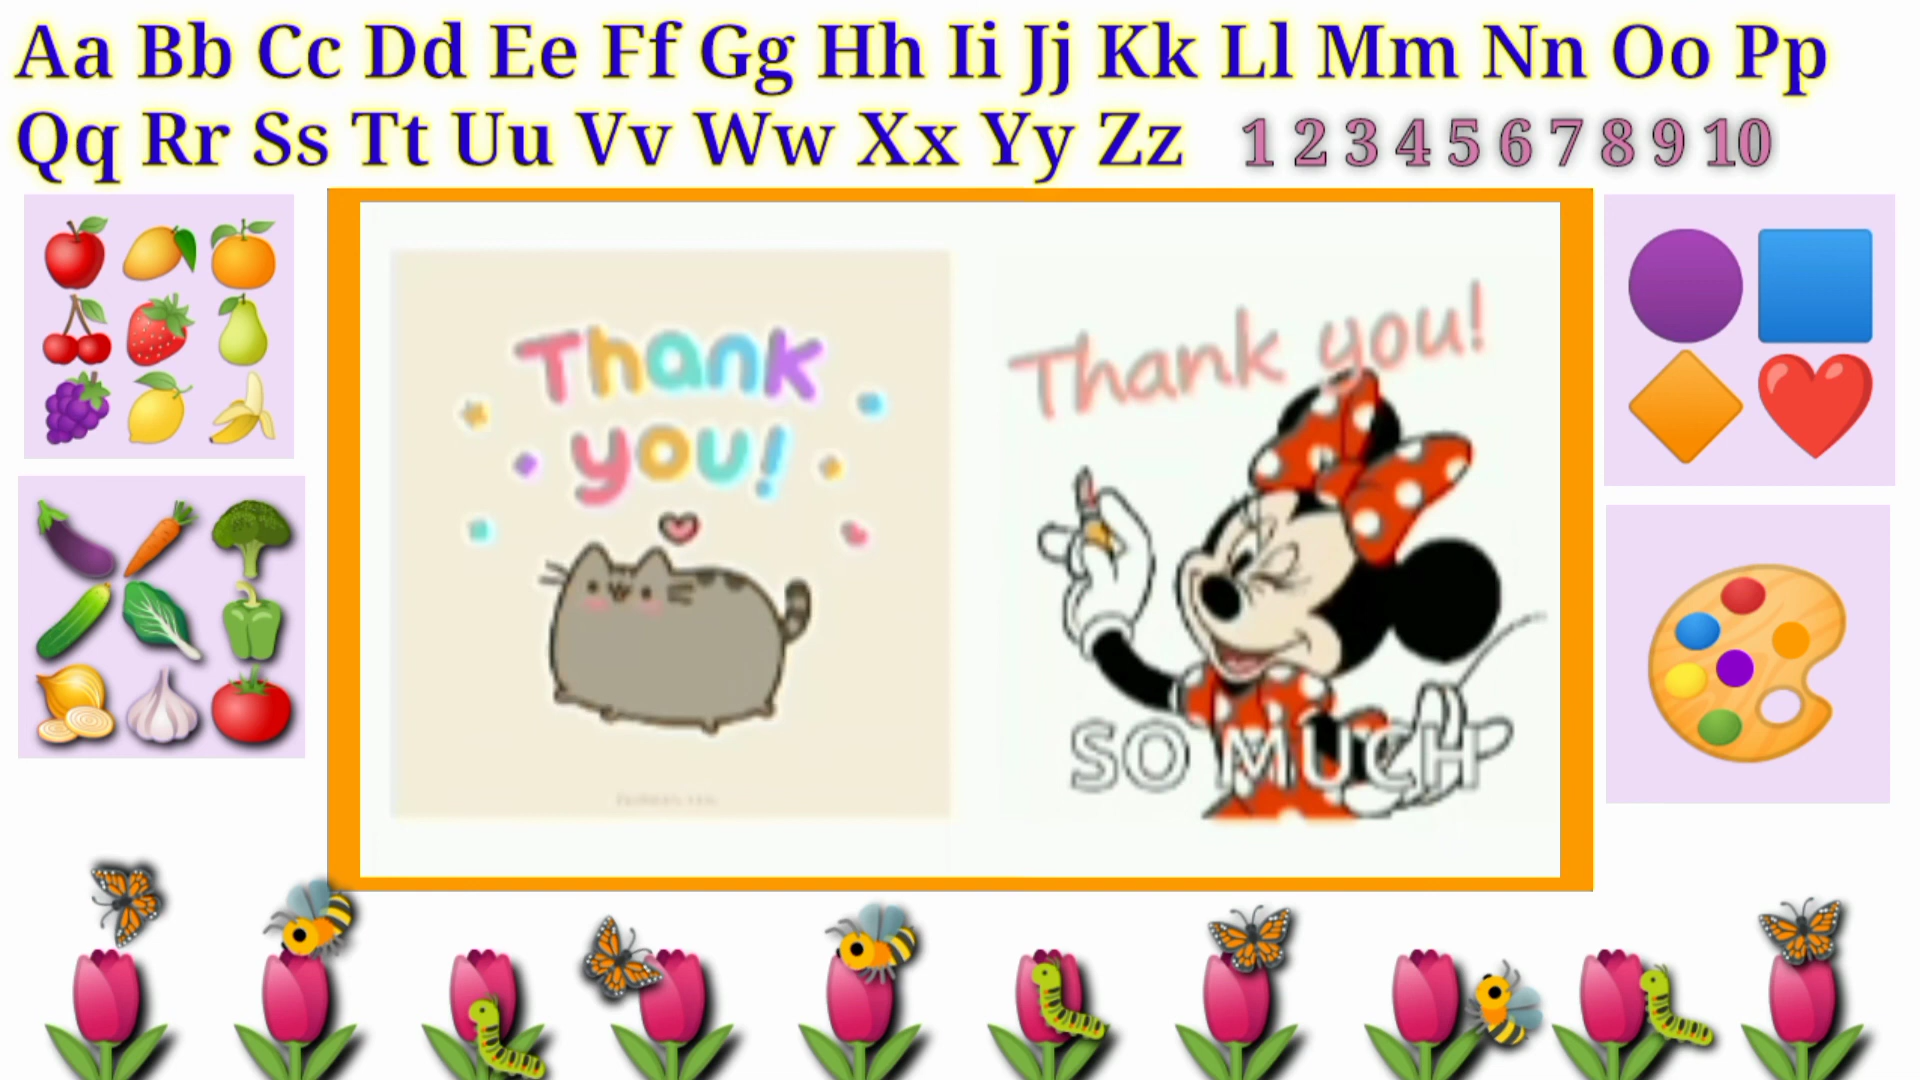 Aa Bb Cc Dd Ee Ff Gg Hh Ii Jj Kk Ll Mm Nn Oo Pp
Qq Rr Ss Tt Uu Vv Ww Xx Yy Zz 1 2 3 4 5 6 7 8 9 10
Thank
you!
Thank you!
SO MUCH